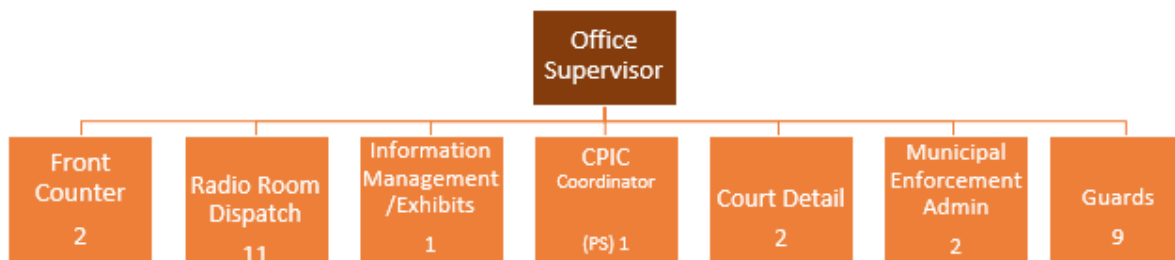 Office
Supervisor
Front
Counter
2
Radio Room
Dispatch
11
Information
Management
/Exhibits
1
CPIC
Coordinator
(PS) 1
Court Detail
2
Municipal
Enforcement
Admin
2
Guards
9